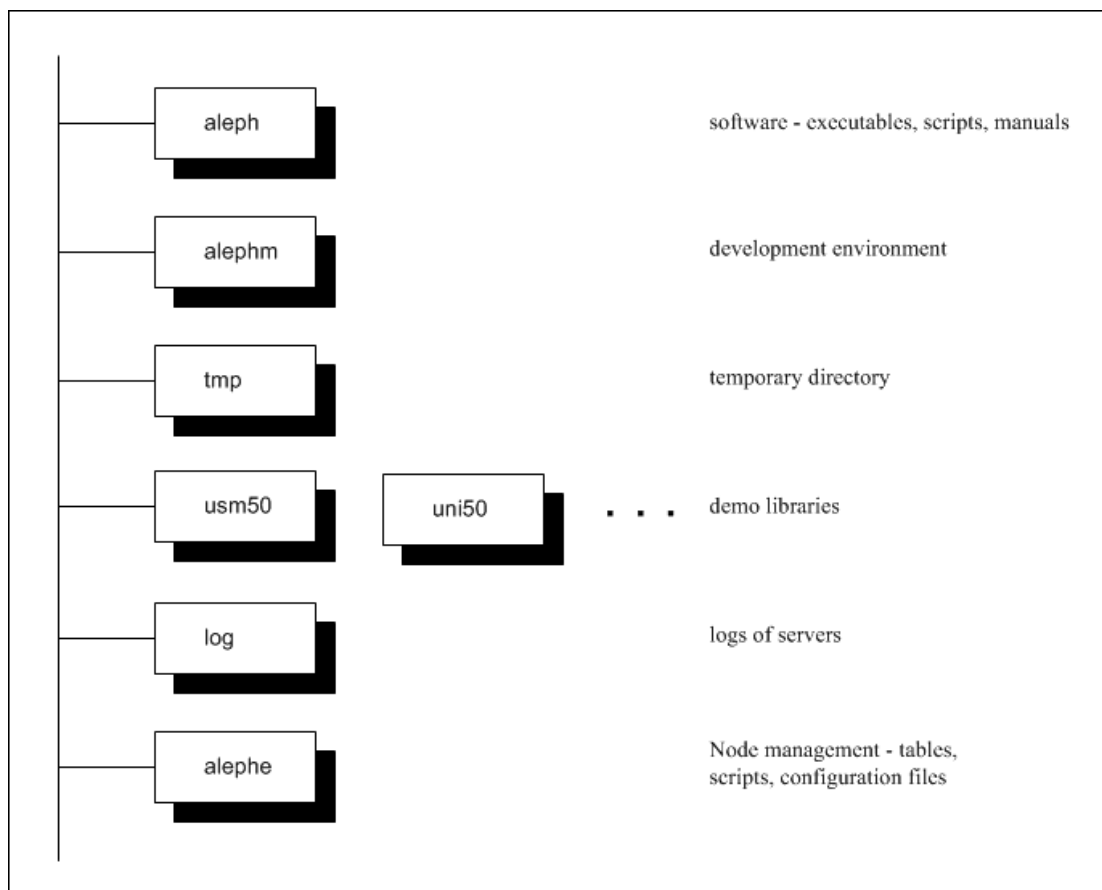 aleph
software - executables, scripts, manuals
alephm
development environment
tmp
temporary directory
usm50
uni50
. . .
demo libraries
log
logs of servers
alephe
Node management - tables,
scripts, configuration files